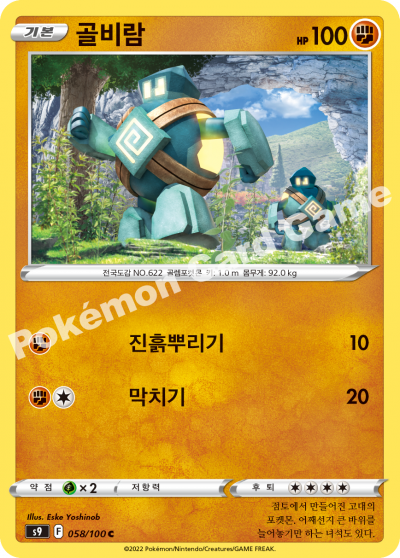 기본 골비람 HP 100
전국도감 NO.622 골렘포켓몬 키: 1.0 m 몸무게: 92.0 kg
Pokémon Card Game
진흙뿌리기 10
막치기 20
약점 ×2 저항력 후퇴
Illus. Eske Yoshinob
s9 F 058/100 C
점토에서 만들어진 고대의
포켓몬. 어째선지 큰 바위를
늘어놓기만 하는 녀석도 있다.
©2022 Pokémon/Nintendo/Creatures/GAME FREAK.